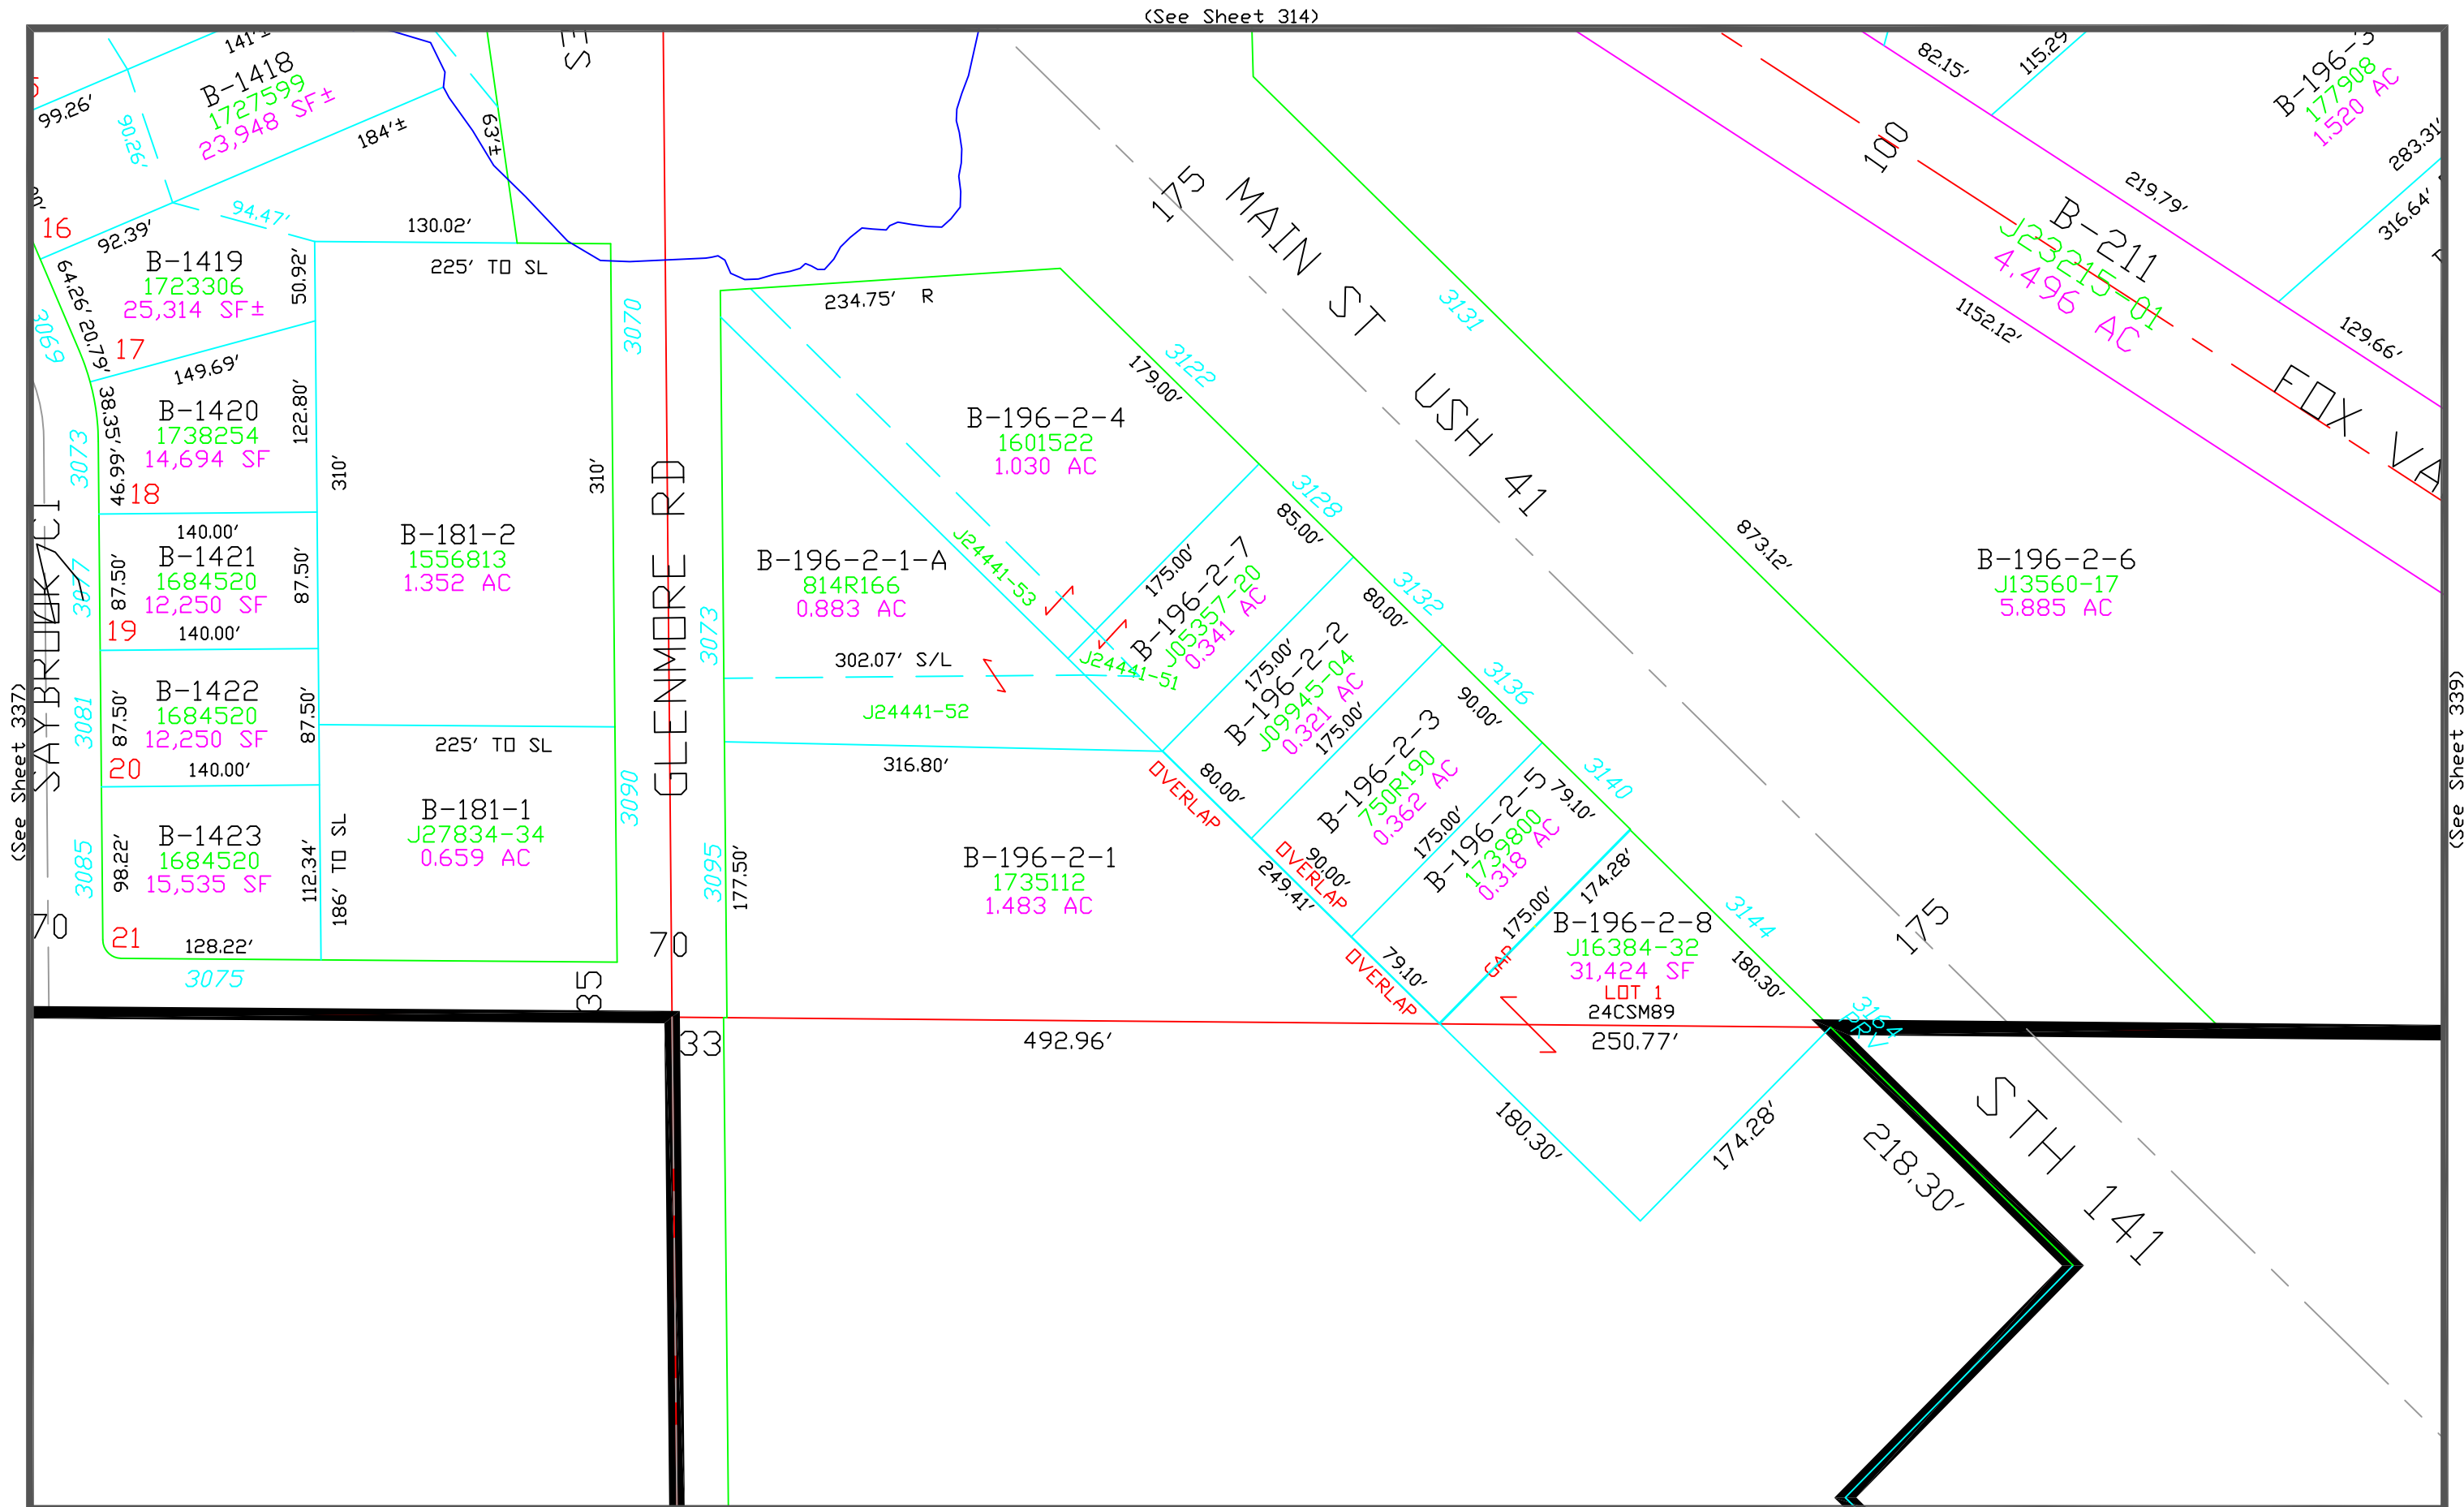 (See Sheet 314)
(See Sheet 337)
(See Sheet 339)
99.26'
B-1418
1727599
23,948 SF±
90.26'
184'±
63'±
16
92.39'
94.47'
130.02'
225' TO SL
B-1419
1723306
25,314 SF±
50.92'
64.26'
20.79'
17
3069
149.69'
38.35'
B-1420
1738254
14,694 SF
122.80'
46.99'
18
3073
140.00'
B-1421
1684520
12,250 SF
87.50'
87.50'
19
3077
140.00'
B-1422
1684520
12,250 SF
87.50'
87.50'
20
3081
140.00'
B-1423
1684520
15,535 SF
98.22'
112.34'
21
3085
128.22'
3075
70
SAYBROOK CI
310'
310'
B-181-2
1556813
1.352 AC
225' TO SL
B-181-1
J27834-34
0.659 AC
186' TO SL
3070
3090
GLENMORE RD
70
35
33
234.75' R
B-196-2-4
1601522
1.030 AC
179.00'
3122
B-196-2-1-A
814R166
0.883 AC
J24441-53
3073
302.07' S/L
J24441-52
J24441-51
316.80'
B-196-2-7
J05357-20
0.341 AC
175.00'
85.00'
3128
B-196-2-2
J09945-04
0.321 AC
175.00'
80.00'
3132
80.00'
OVERLAP
B-196-2-3
750R190
0.362 AC
175.00'
90.00'
3136
90.00'
OVERLAP
249.41'
B-196-2-5
1739800
0.318 AC
175.00'
79.10'
3140
79.10'
OVERLAP
B-196-2-1
1735112
1.483 AC
3095
177.50'
174.28'
175.00'
GAP
B-196-2-8
J16384-32
31,424 SF
LOT 1
24CSM89
3144
180.30'
492.96'
250.77'
180.30'
174.28'
3164
PRV
218.30'
175
MAIN ST USH 41
175
STH 141
3131
873.12'
B-196-2-6
J13560-17
5.885 AC
100
82.15'
115.29
B-196-3
177908
1.520 AC
283.31'
219.79'
316.64'
B-211
J23215-01
4.496 AC
1152.12'
129.66'
FOX VA